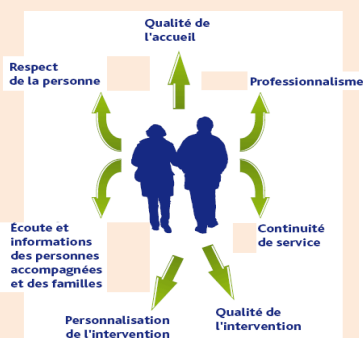 Qualité de
l'accueil
Respect
de la personne
Professionnalisme
Écoute et
informations
des personnes
accompagnées
et des familles
Continuité
de service
Personnalisation
de l'intervention
Qualité de
l'intervention